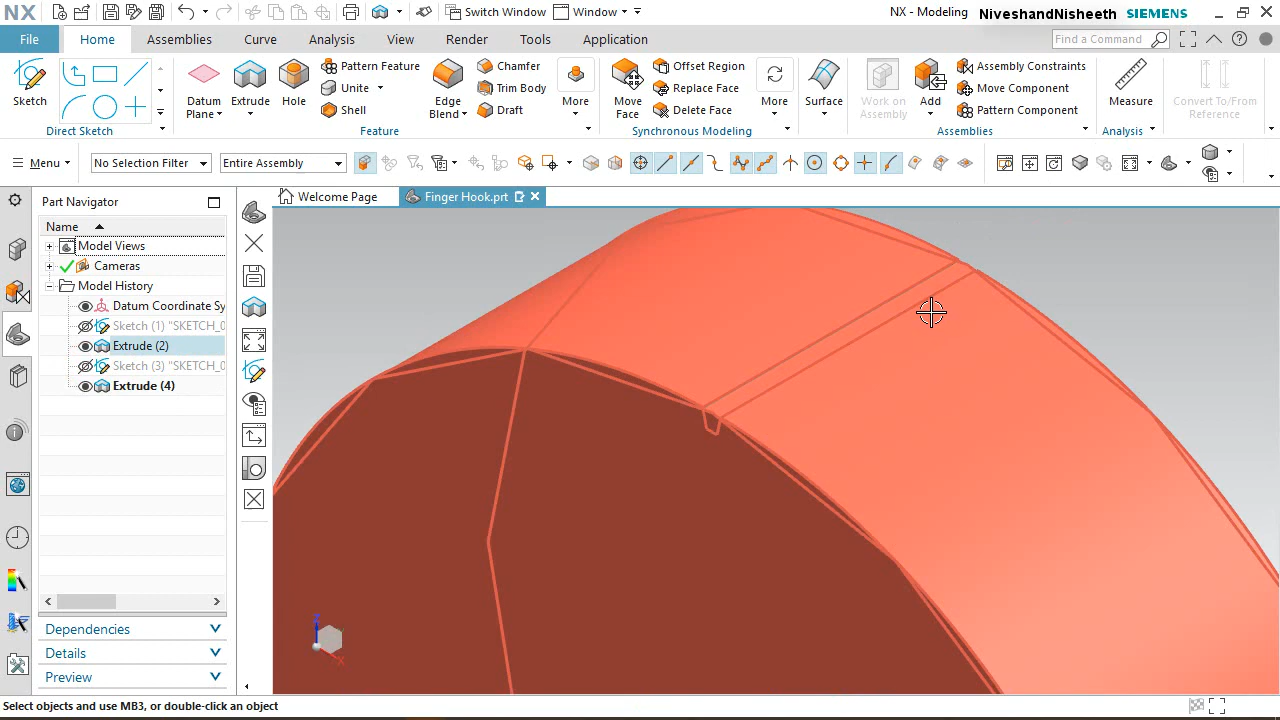 NX
Switch Window
Window
NX - Modeling
NiveshandNisheeth
SIEMENS
File
Home
Assemblies
Curve
Analysis
View
Render
Tools
Application
Find a Command
Sketch
Direct Sketch
Datum
Plane
Extrude
Hole
Pattern Feature
Unite
Shell
Feature
Edge
Blend
Chamfer
Trim Body
Draft
More
Move
Face
Offset Region
Replace Face
Delete Face
More
Synchronous Modeling
Surface
Work on
Assembly
Add
Assembly Constraints
Move Component
Pattern Component
Assemblies
Measure
Analysis
Convert To/From
Reference
Menu
No Selection Filter
Entire Assembly
Part Navigator
Welcome Page
Finger Hook.prt
Name
Model Views
Cameras
Model History
Datum Coordinate Sy
Sketch (1) "SKETCH_0
Extrude (2)
Sketch (3) "SKETCH_0
Extrude (4)
Dependencies
Details
Preview
Z
X
Select objects and use MB3, or double-click an object